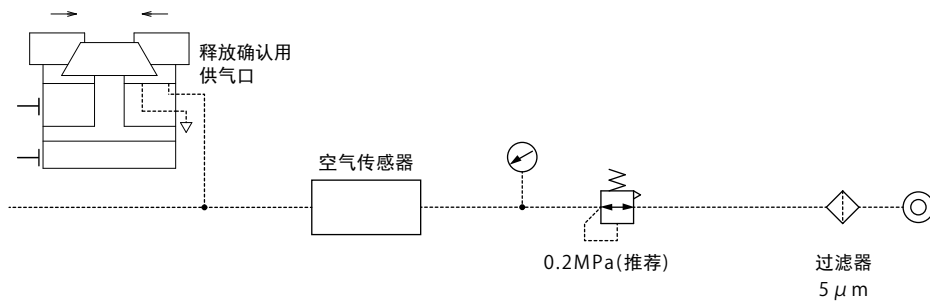 释放确认用
供气口
空气传感器
0.2MPa(推荐)
过滤器
5μm